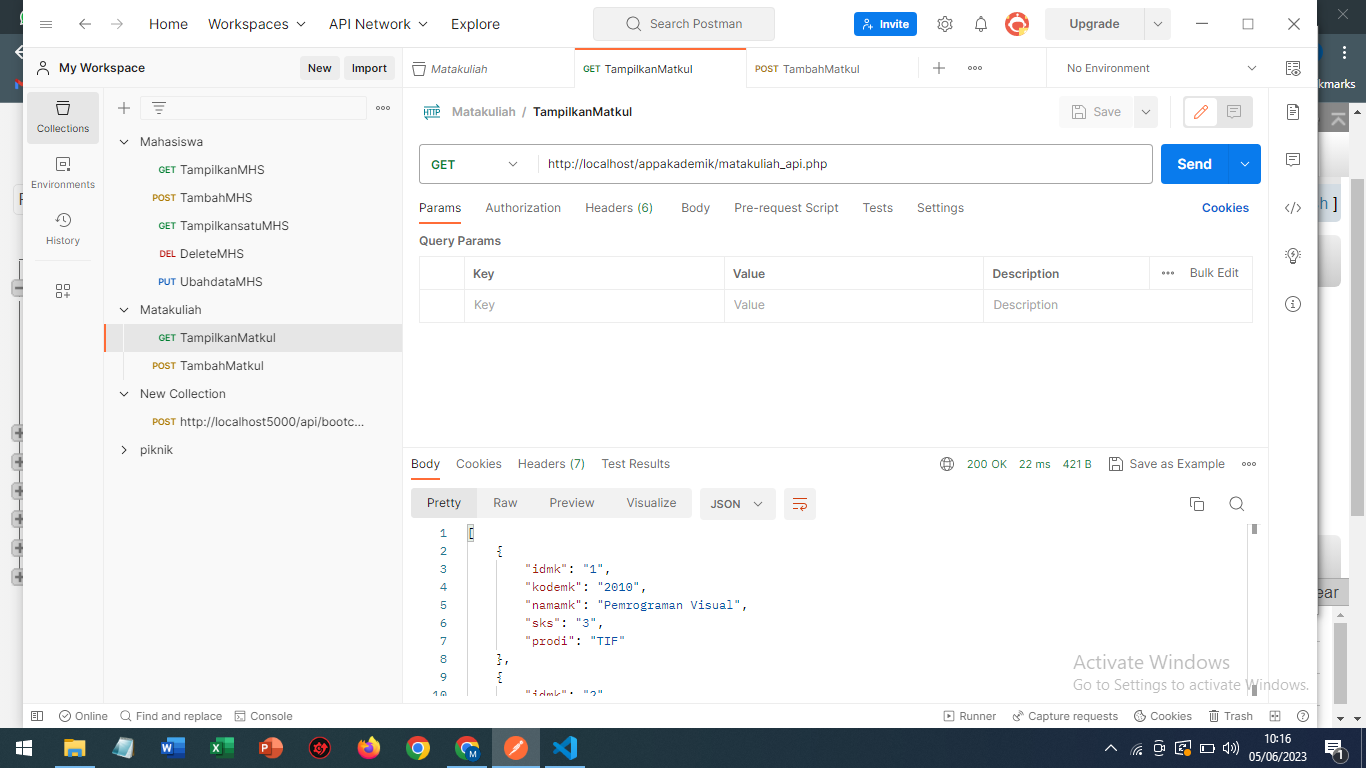 Home Workspaces API Network Explore Search Postman Invite Upgrade
My Workspace New Import Matakuliah GET TampilkanMatkul POST TambahMatkul No Environment
kmarks
Collections
Environments
History
Mahasiswa
GET TampilkanMHS
POST TambahMHS
GET TampilkansatuMHS
DEL DeleteMHS
PUT UbahdataMHS
Matakuliah
GET TampilkanMatkul
POST TambahMatkul
New Collection
POST http://localhost5000/api/bootc...
piknik
HTTP Matakuliah / TampilkanMatkul Save
GET http://localhost/appakademik/matakuliah_api.php Send
Params Authorization Headers (6) Body Pre-request Script Tests Settings Cookies
h ]
Query Params
Key Value Description Bulk Edit
Key Value Description
Body Cookies Headers (7) Test Results 200 OK 22 ms 421 B Save as Example
Pretty Raw Preview Visualize JSON
1 [
2 {
3 "idmk": "1",
4 "kodemk": "2010",
5 "namamk": "Pemrograman Visual",
6 "sks": "3",
7 "prodi": "TIF"
8 },
9 {
10 "idmk": "2"
ear
Activate Windows
Go to Settings to activate Windows.
Online Find and replace Console Runner Capture requests Cookies Trash
10:16
05/06/2023
1